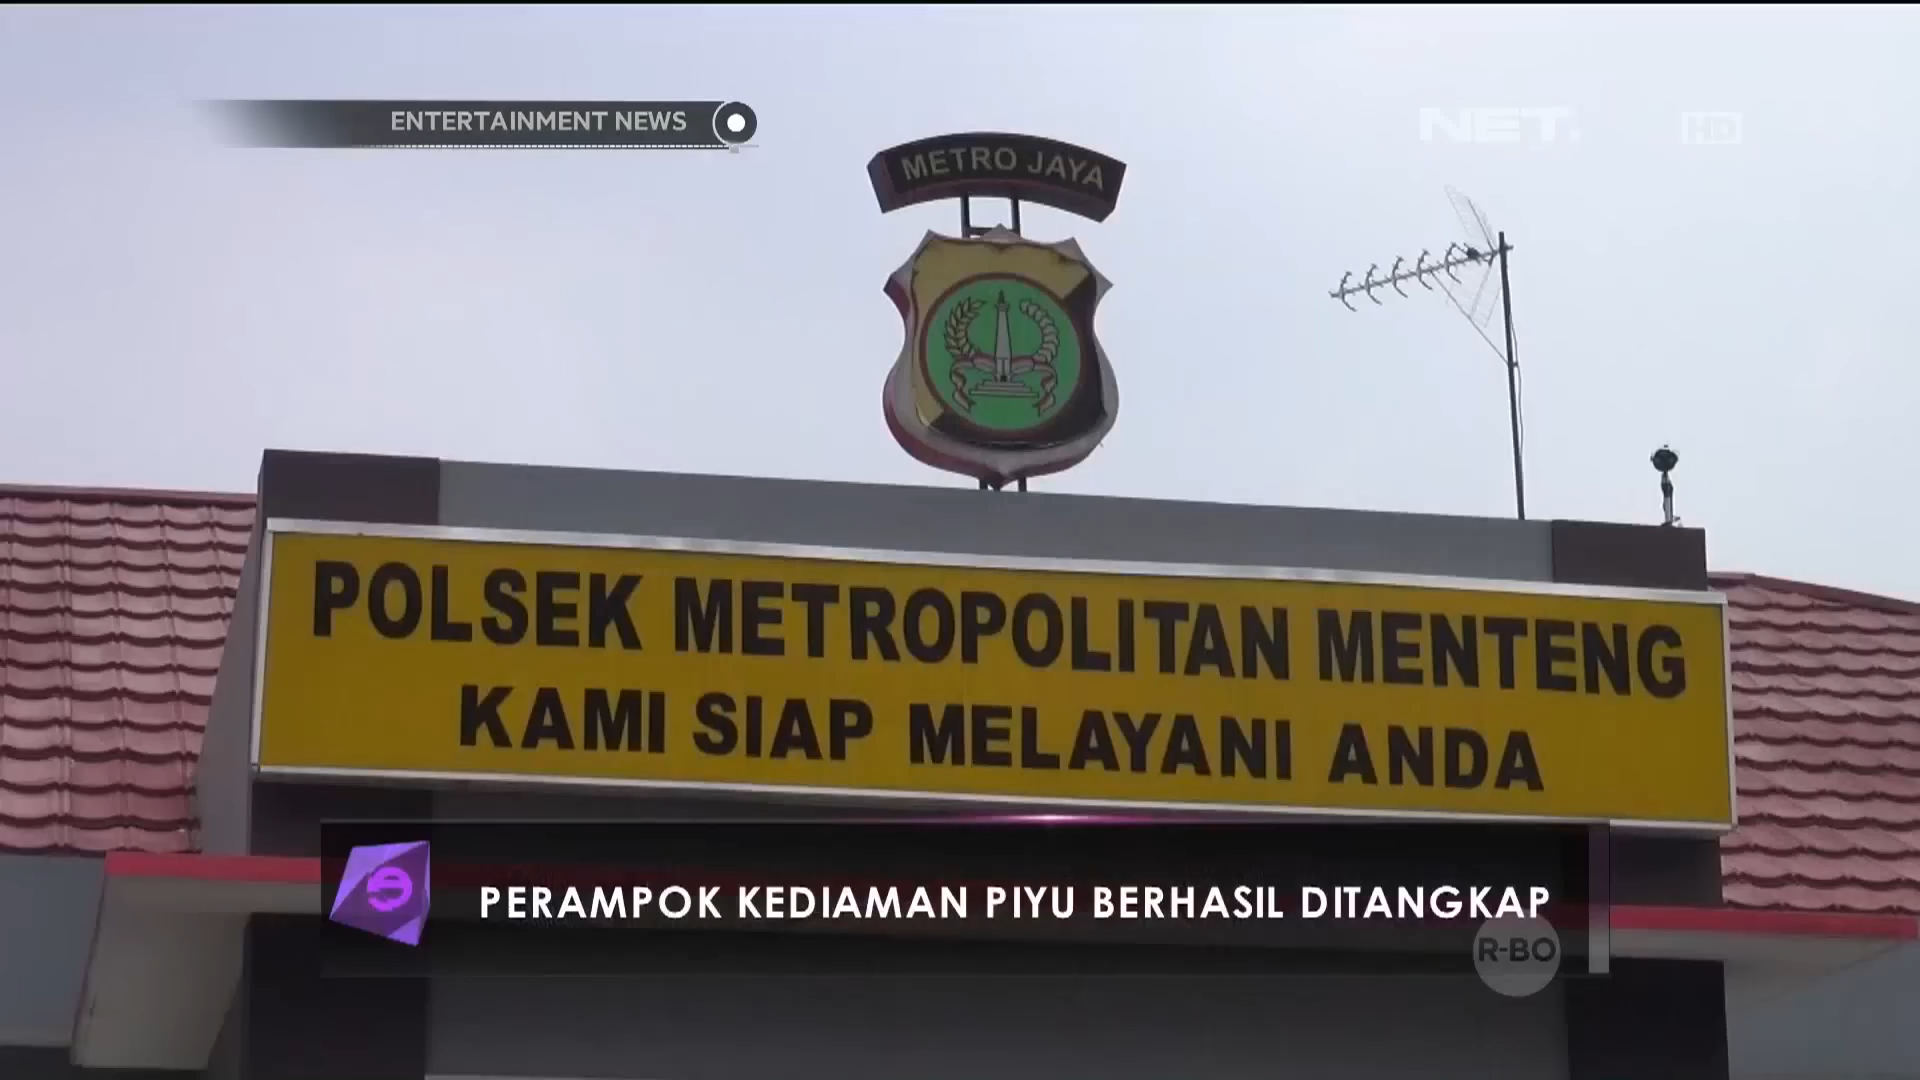 ENTERTAINMENT NEWS
NET.
HD
METRO JAYA
POLSEK METROPOLITAN MENTENG
KAMI SIAP MELAYANI ANDA
PERAMPOK KEDIAMAN PIYU BERHASIL DITANGKAP
R-BO